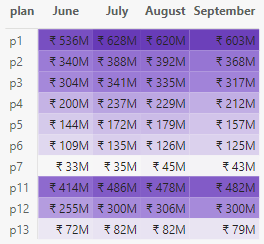 plan June July August September
p1 ₹ 536M ₹ 628M ₹ 620M ₹ 603M
p2 ₹ 340M ₹ 388M ₹ 392M ₹ 368M
p3 ₹ 304M ₹ 341M ₹ 335M ₹ 317M
p4 ₹ 200M ₹ 237M ₹ 229M ₹ 212M
p5 ₹ 144M ₹ 172M ₹ 179M ₹ 157M
p6 ₹ 109M ₹ 135M ₹ 126M ₹ 125M
p7 ₹ 33M ₹ 35M ₹ 45M ₹ 43M
p11 ₹ 414M ₹ 486M ₹ 478M ₹ 482M
p12 ₹ 255M ₹ 300M ₹ 306M ₹ 300M
p13 ₹ 72M ₹ 82M ₹ 82M ₹ 79M